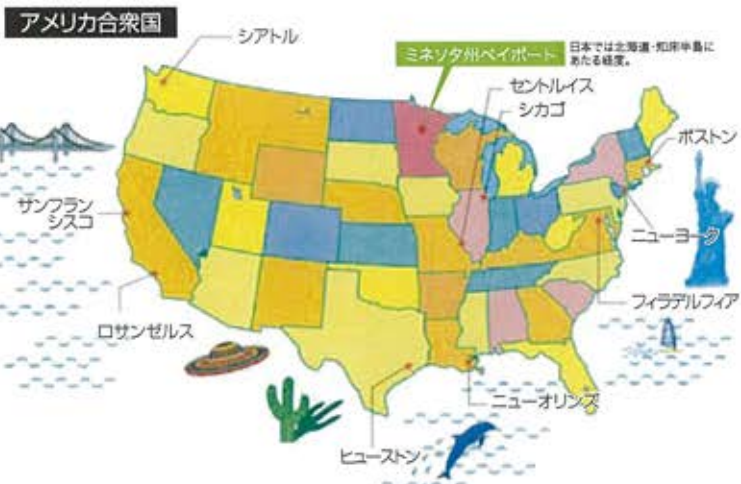 アメリカ合衆国
シアトル
ミネソタ州ベイポート
日本では北海道・知床半島に
あたる緯度。
セントルイス
シカゴ
ボストン
サンフラン
シスコ
ニューヨーク
フィラデルフィア
ロサンゼルス
ニューオリンズ
ヒューストン